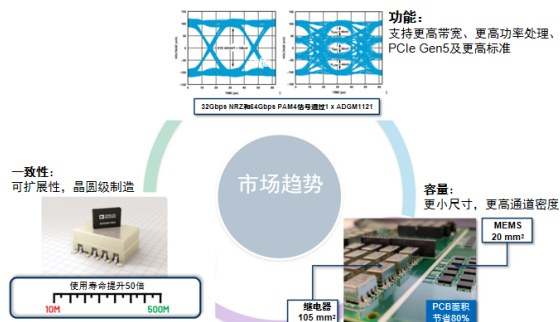 功能：
支持更高带宽、更高功率处理、
PCIe Gen5及更高标准
32Gbps NRZ和64Gbps PAM4信号通过1 x ADGM1121
市场趋势
一致性：
可扩展性，晶圆级制造
使用寿命提升50倍
10M
500M
容量：
更小尺寸，更高通道密度
MEMS
20 mm³
继电器
105 mm³
PCB面积
节省80%